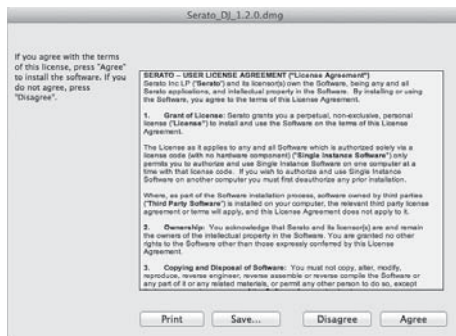 Serato_DJ_1.2.0.dmg
If you agree with the terms
of this license, press "Agree"
to install the software. If you
do not agree, press
"Disagree".
SERATO – USER LICENSE AGREEMENT ("License Agreement")
Serato Inc LP ("Serato") and its licensor(s) own the Software, being any and all
Serato applications, and intellectual property in the Software. By installing or using
the Software, you agree to the terms of this License Agreement.
1. Grant of License: Serato grants you a perpetual, non-exclusive, personal
license ("License") to install and use the Software on the terms of this License
Agreement.
The License as it applies to any and all Software which is authorized solely via a
license code (with no hardware component) ("Single Instance Software") only
permits you to authorize and use Single Instance Software on one computer at a
time with that license code. If you wish to authorize and use Single Instance
Software on another computer you must first deauthorize any prior installation.
Where, as part of the Software installation process, software owned by third parties
("Third Party Software") is installed on your computer, the relevant third party license
agreement or terms will apply, and this License Agreement does not apply to it.
2. Ownership: You acknowledge that Serato and its licensor(s) are and remain
the owners of the intellectual property in the Software. You are granted no other
rights to the Software other than those expressly conferred by this License
Agreement.
3. Copying and Disposal of Software: You must not copy, alter, modify,
reproduce, reverse engineer, reverse assemble or reverse compile the Software or
any part of it or any related materials, or permit any other person to do so, except
Print Save... Disagree Agree